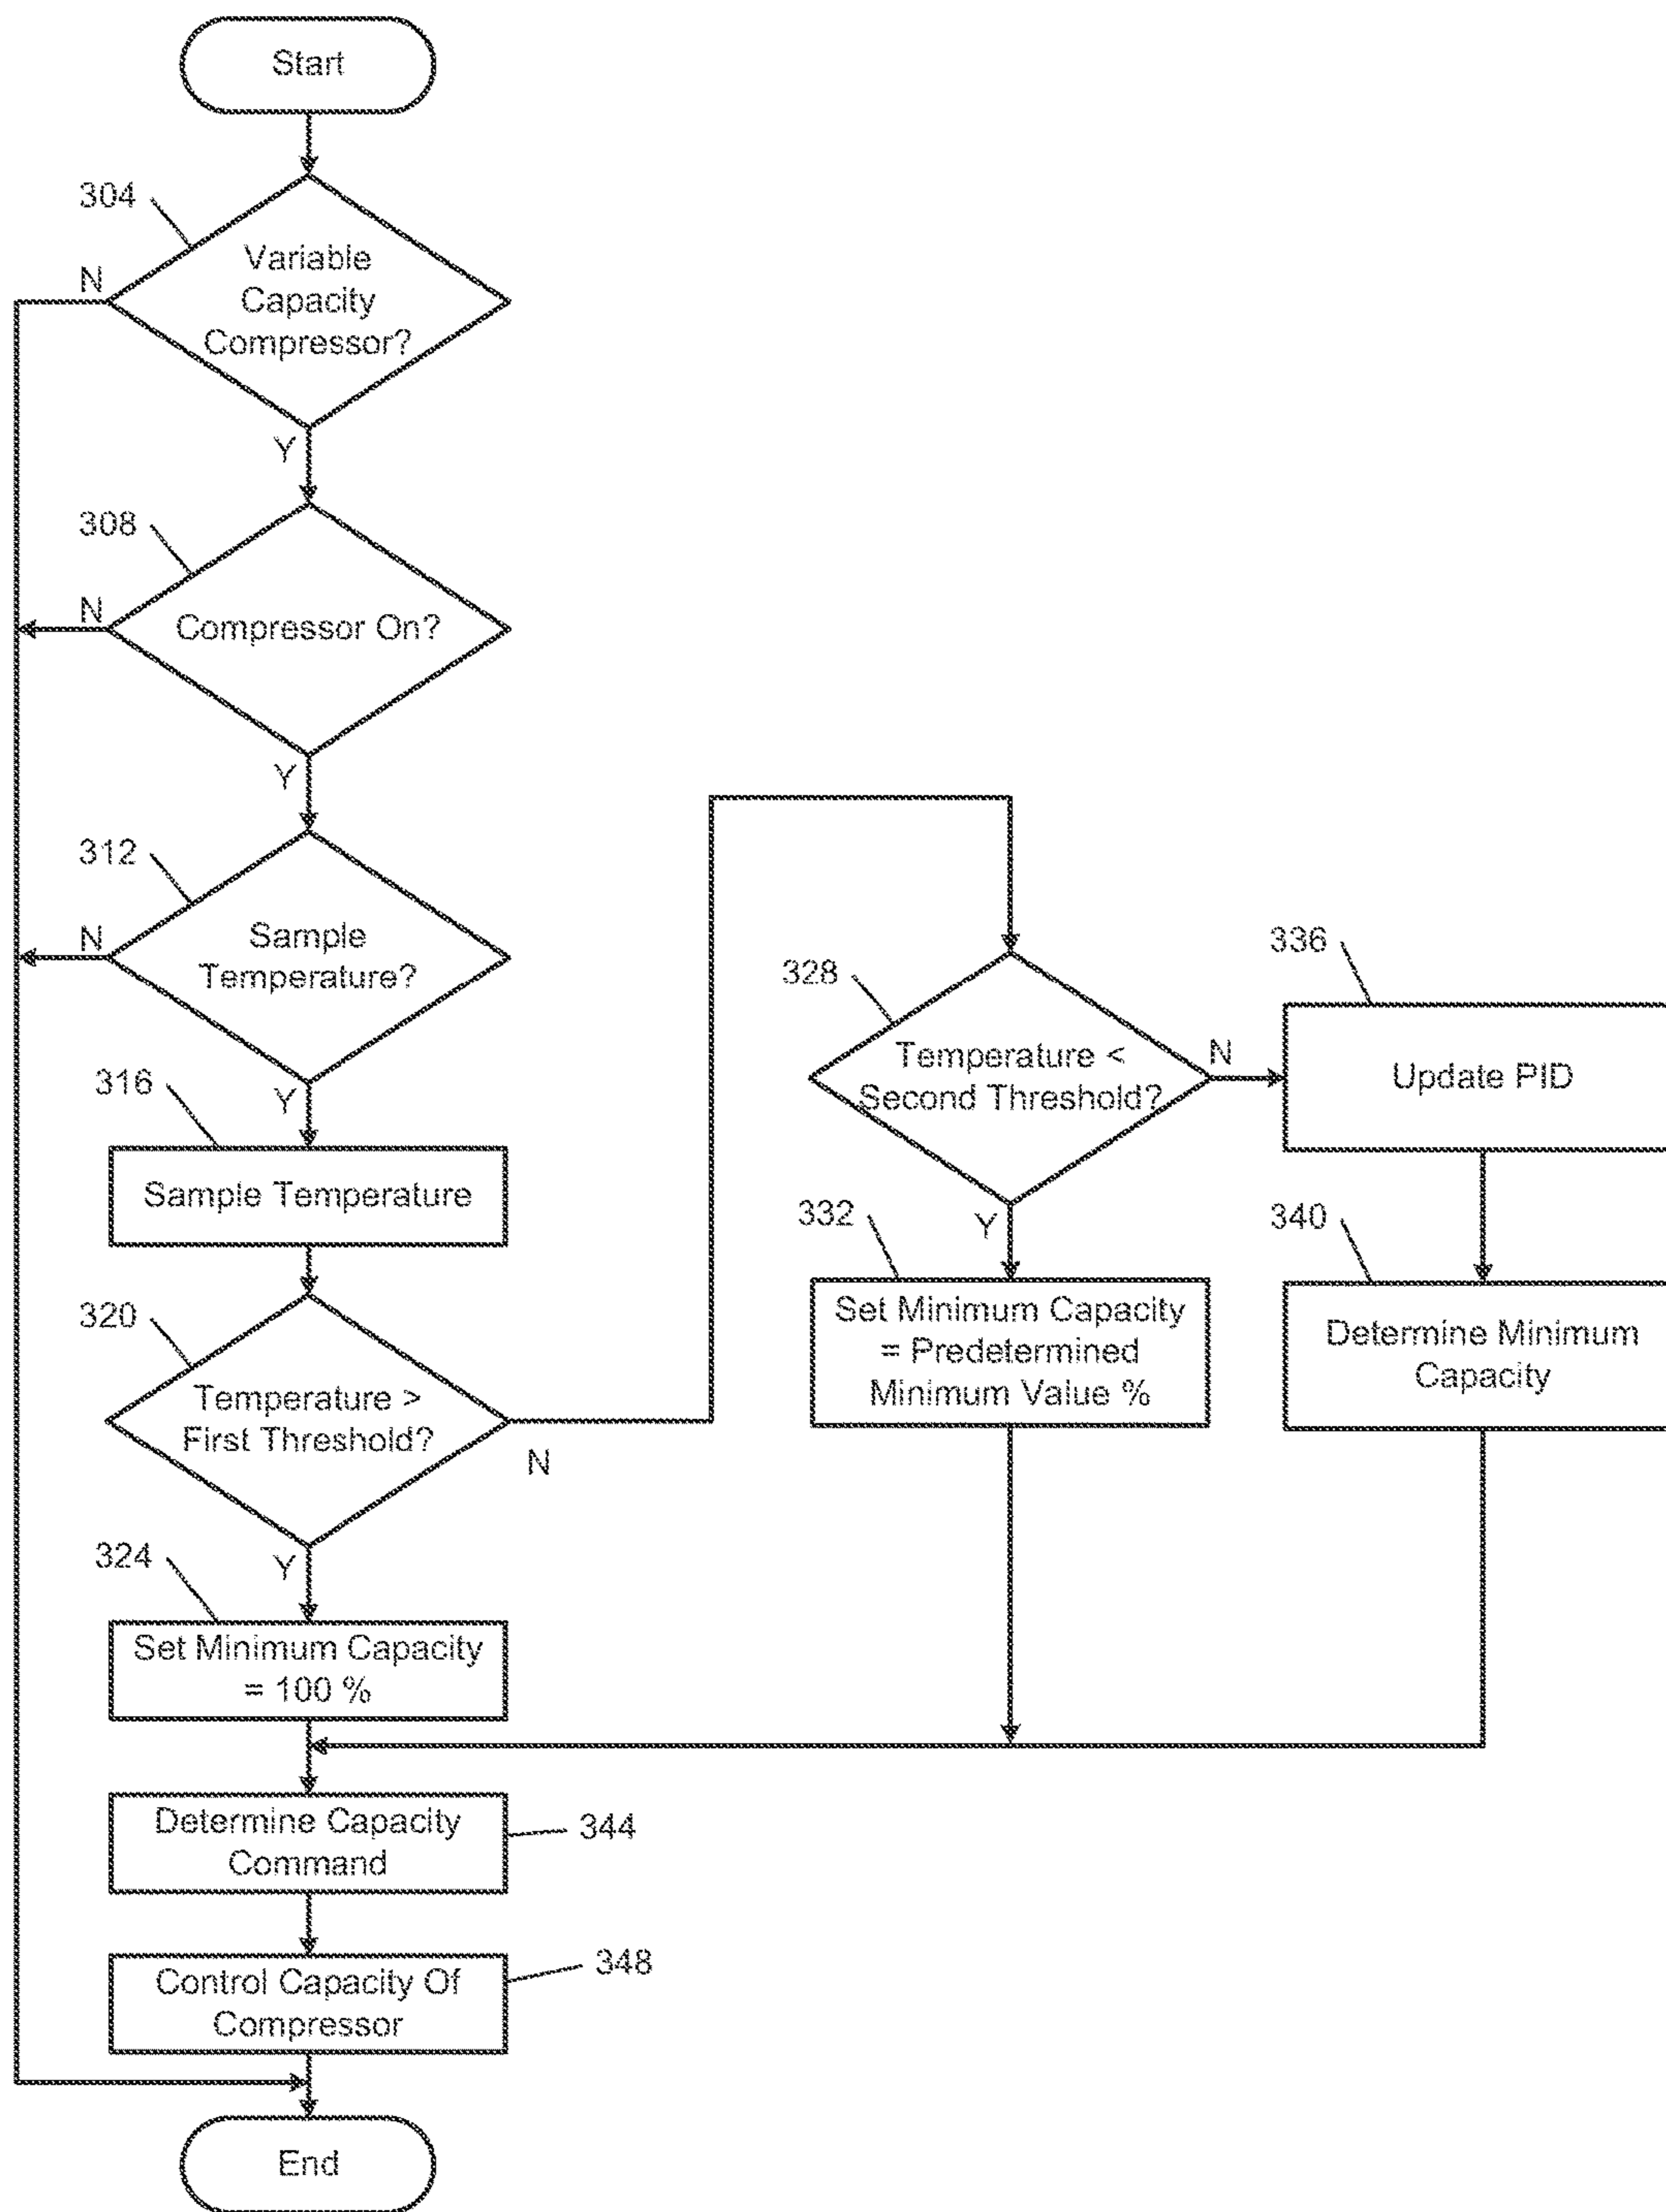 Start
304
Variable
Capacity
Compressor?
N
Y
308
Compressor On?
N
Y
312
Sample
Temperature?
N
Y
316
Sample Temperature
320
Temperature >
First Threshold?
N
Y
324
Set Minimum Capacity
= 100 %
328
Temperature <
Second Threshold?
N
Y
332
Set Minimum Capacity
= Predetermined
Minimum Value %
336
Update PID
340
Determine Minimum
Capacity
Determine Capacity
Command
344
Control Capacity Of
Compressor
348
End